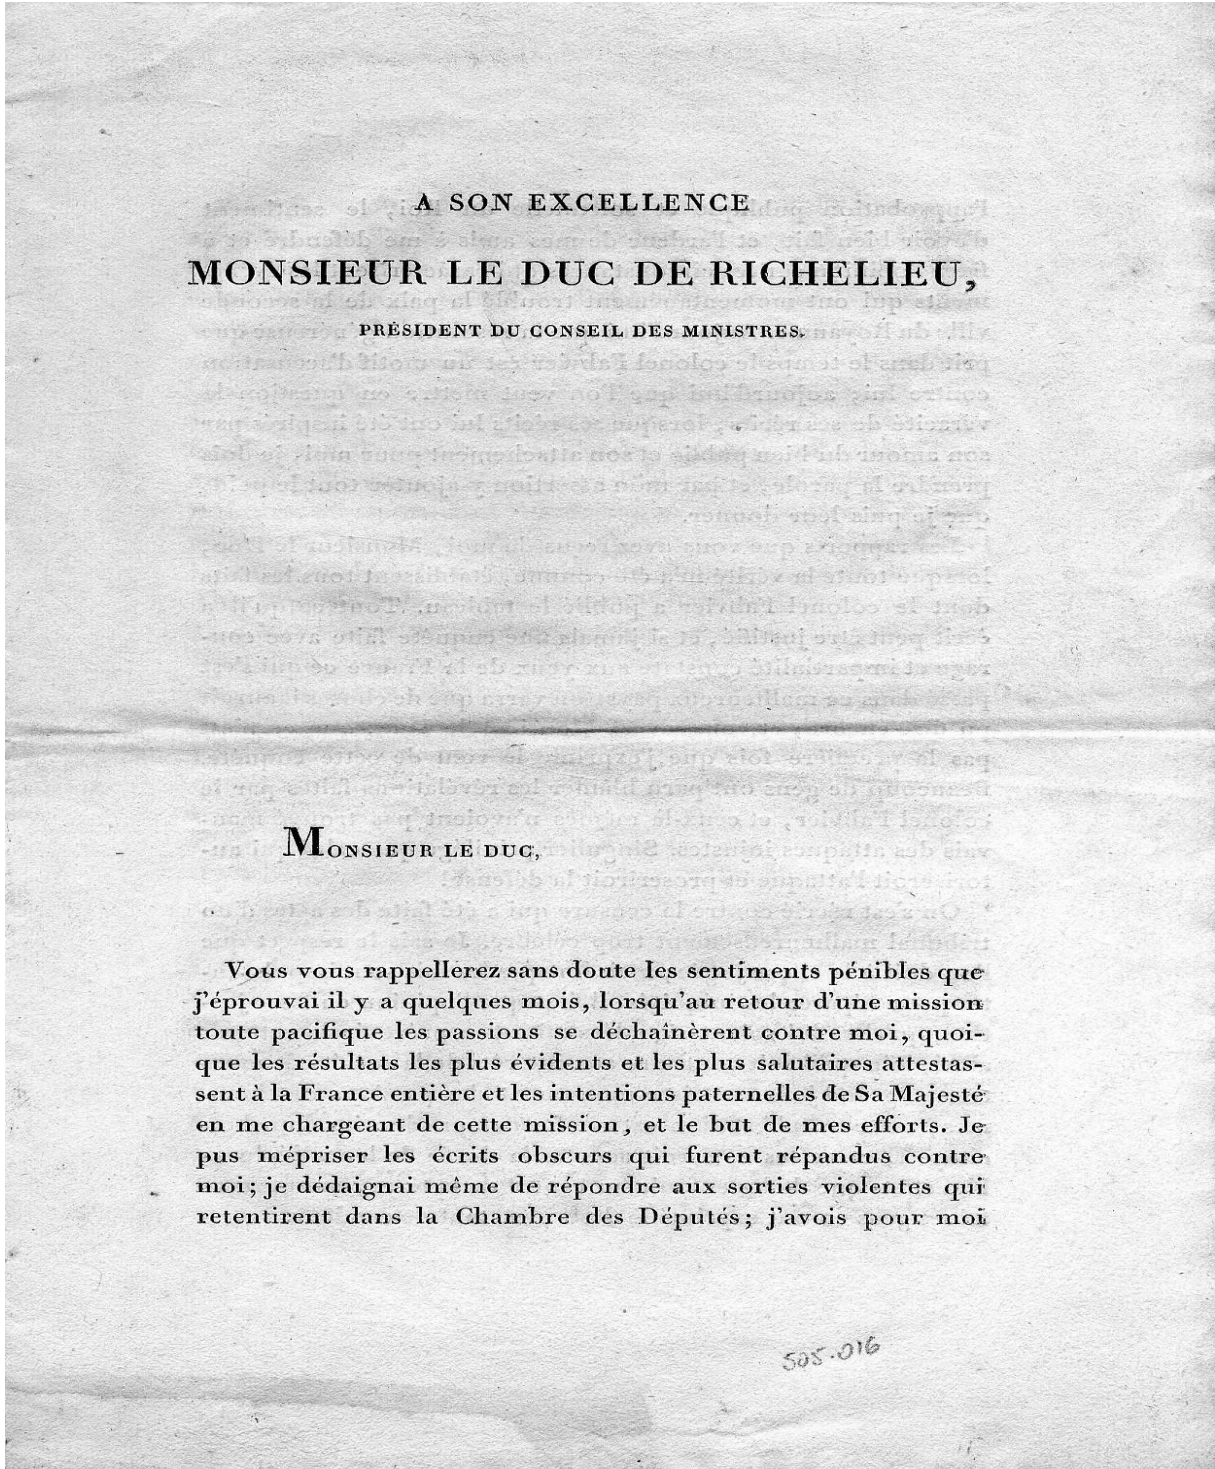 A SON EXCELLENCE
MONSIEUR LE DUC DE RICHELIEU,
PRÉSIDENT DU CONSEIL DES MINISTRES.
MONSIEUR LE DUC,
Vous vous rappellerez sans doute les sentiments pénibles que
j'éprouvai il y a quelques mois, lorsqu'au retour d'une mission
toute pacifique les passions se déchaînèrent contre moi, quoi-
que les résultats les plus évidents et les plus salutaires attestas-
sent à la France entière et les intentions paternelles de Sa Majesté
en me chargeant de cette mission, et le but de mes efforts. Je
pus mépriser les écrits obscurs qui furent répandus contre
moi; je dédaignai même de répondre aux sorties violentes qui
retentirent dans la Chambre des Députés; j'avois pour moi
505.016